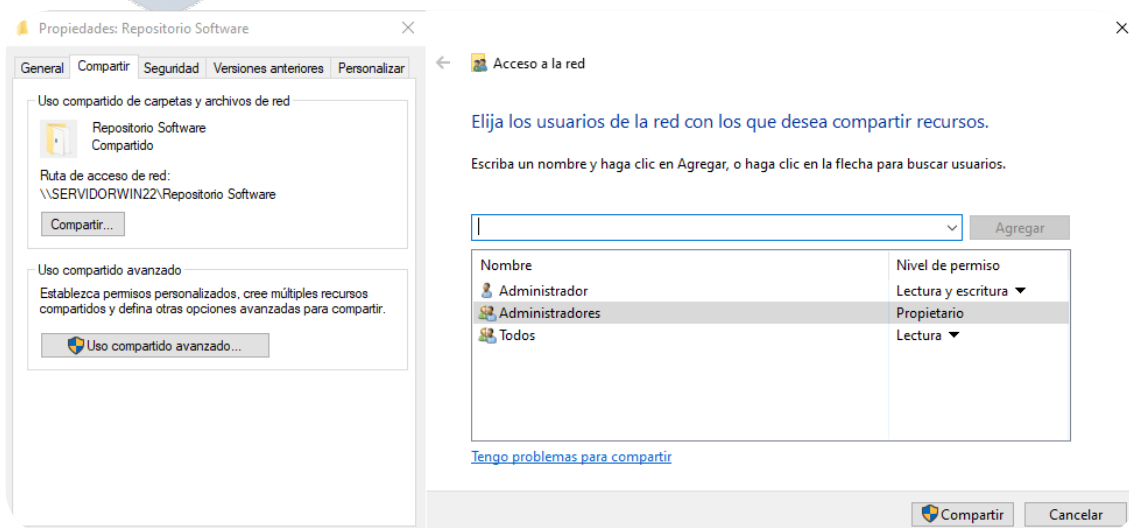 Propiedades: Repositorio Software
General Compartir Seguridad Versiones anteriores Personalizar
Uso compartido de carpetas y archivos de red
Repositorio Software
Compartido
Ruta de acceso de red:
\\SERVIDORWIN22\Repositorio Software
Compartir...
Uso compartido avanzado
Establezca permisos personalizados, cree múltiples recursos
compartidos y defina otras opciones avanzadas para compartir.
Uso compartido avanzado...
Acceso a la red
Elija los usuarios de la red con los que desea compartir recursos.
Escriba un nombre y haga clic en Agregar, o haga clic en la flecha para buscar usuarios.
Agregar
Nombre Nivel de permiso
Administrador Lectura y escritura
Administradores Propietario
Todos Lectura
Tengo problemas para compartir
Compartir Cancelar